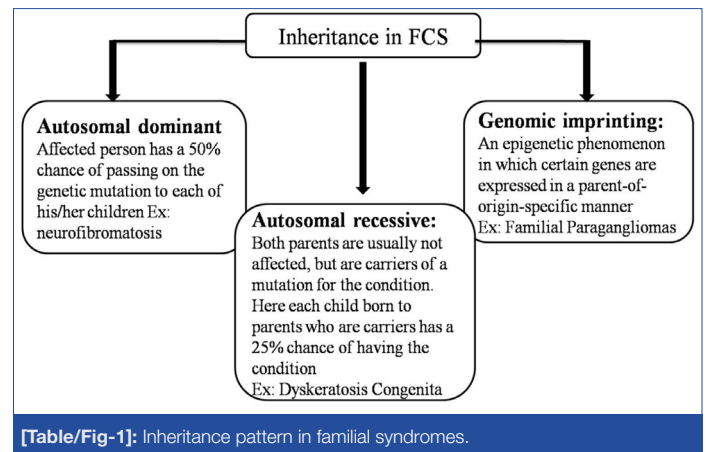 Inheritance in FCS
Autosomal dominant
Affected person has a 50%
chance of passing on the
genetic mutation to each of
his/her children Ex:
neurofibromatosis
Autosomal recessive:
Both parents are usually not
affected, but are carriers of a
mutation for the condition.
Here each child born to
parents who are carriers has a
25% chance of having the
condition
Ex: Dyskeratosis Congenita
Genomic imprinting:
An epigenetic phenomenon
in which certain genes are
expressed in a parent-of-
origin-specific manner
Ex: Familial Paragangliomas
[Table/Fig-1]: Inheritance pattern in familial syndromes.